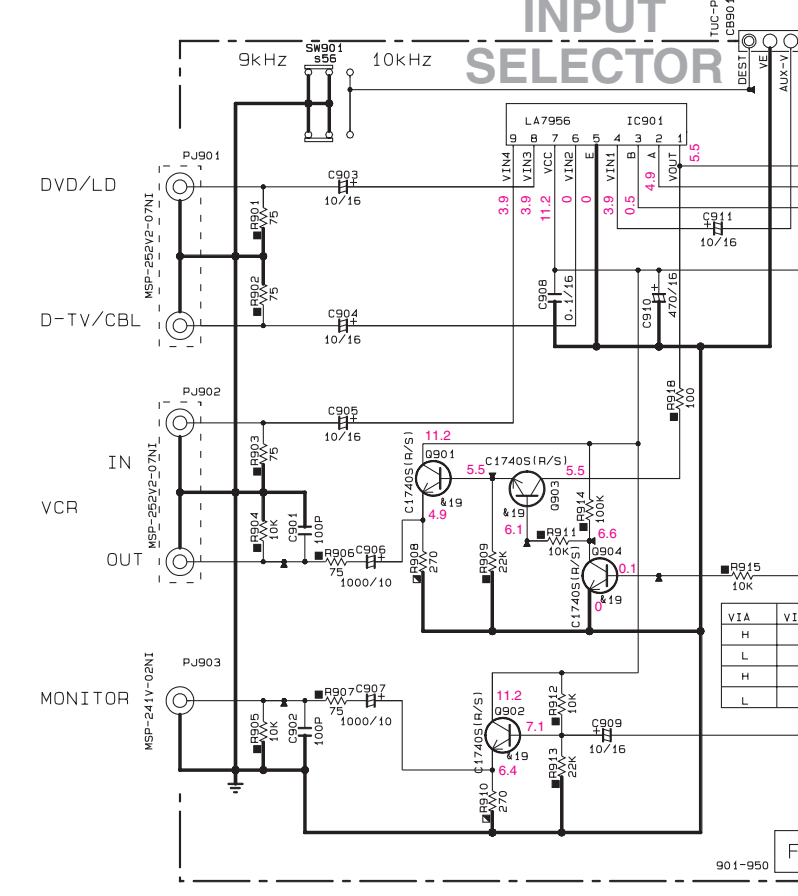 INPUT
SELECTOR
TUC-P
CB901
DEST
VE
AUX-V
SW901
s56
9kHz
10kHz
LA7956
IC901
9 8 7 6 5 4 3 2 1
VIN4
VIN3
VCC
VIN2
E
VIN1
B
A
VOUT
3.9
3.9
11.2
0
0
3.9
0.5
4.9
5.5
PJ901
DVD/LD
MSP-252V2-07NI
R901
75
R902
75
C903
10/16
C911
10/16
D-TV/CBL
C904
10/16
C908
0.1/16
C910
470/16
R918
100
PJ902
IN
VCR
OUT
MSP-252V2-07NI
R903
75
C905
10/16
R904
10K
C901
100P
R906
75
C906
1000/10
11.2
Q901
C1740S(R/S)
&19
4.9
R908
270
5.5
C1740S(R/S)
5.5
Q903
&19
6.1
R909
22K
R911
10K
R914
100K
6.6
Q904
C1740S(R/S)
0.1
&19
0
R915
10K
VIA
VI
H
L
H
L
PJ903
MONITOR
MSP-241V-02NI
R905
10K
C902
100P
R907
75
C907
1000/10
11.2
Q902
C1740S(R/S)
7.1
&19
6.4
R910
270
R912
10K
R913
22K
C909
10/16
901-950
F